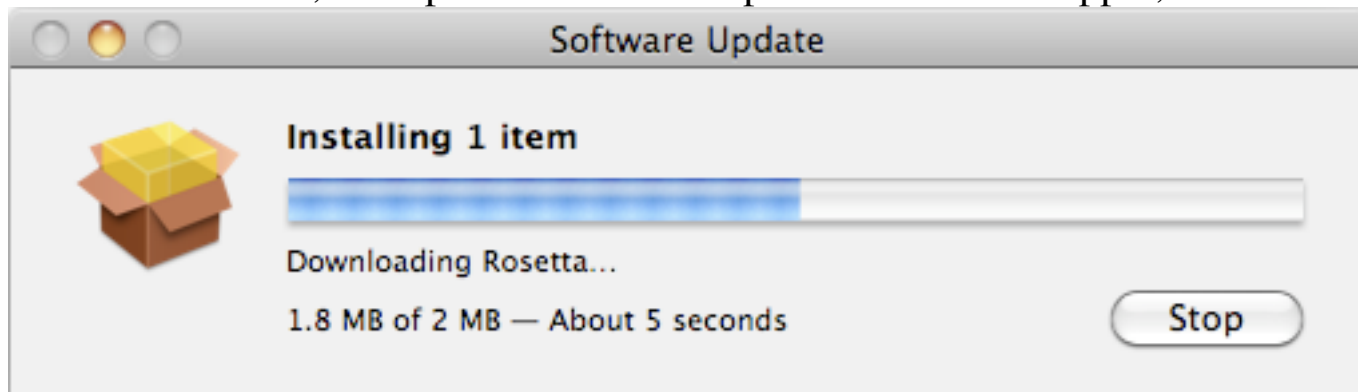 Software Update
Installing 1 item
Downloading Rosetta...
1.8 MB of 2 MB — About 5 seconds
Stop